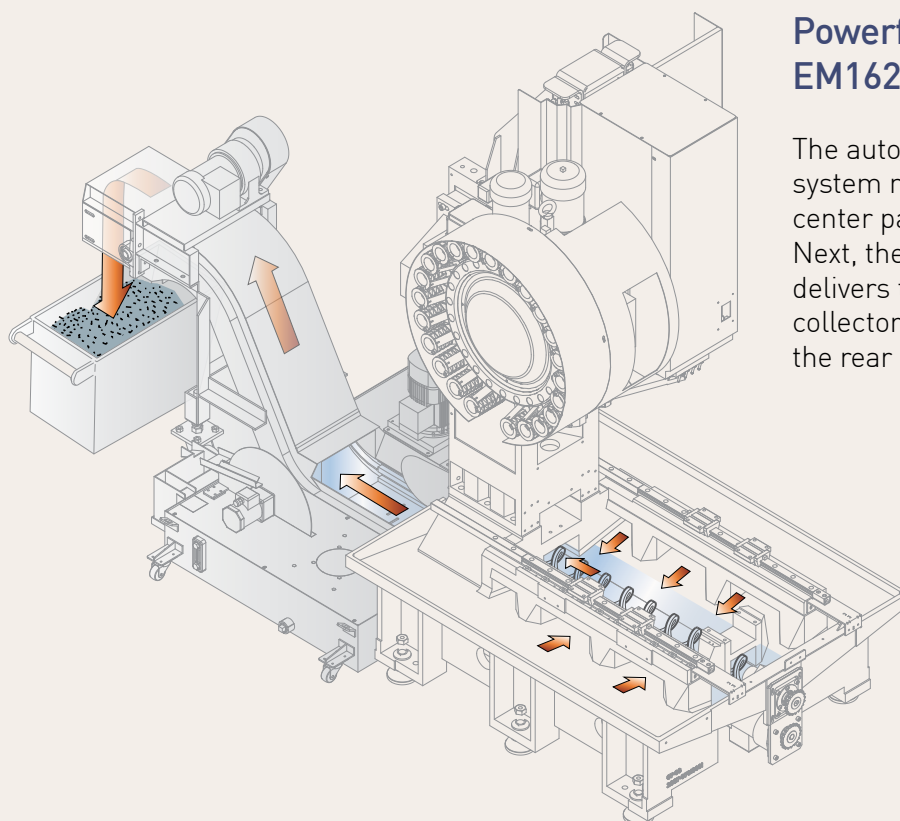 Powerf
EM162
The auto
system r
center pa
Next, the
delivers t
collector
the rear